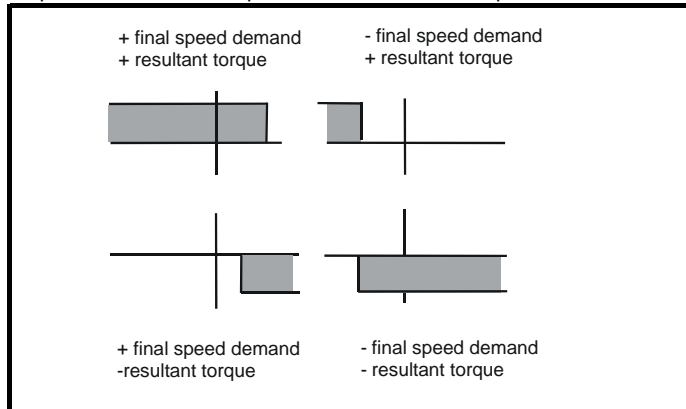 + final speed demand
+ resultant torque
- final speed demand
+ resultant torque
+ final speed demand
-resultant torque
- final speed demand
- resultant torque